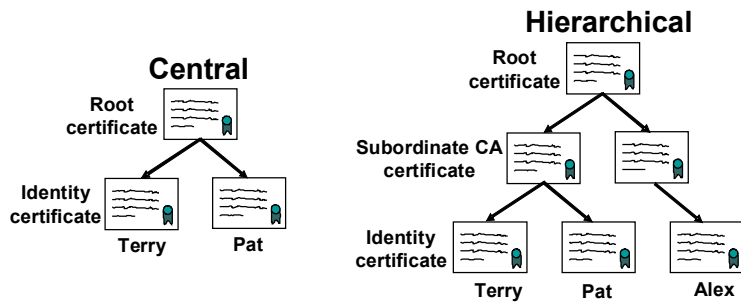 Central
Root
certificate
Identity
certificate
Terry
Pat
Hierarchical
Root
certificate
Subordinate CA
certificate
Identity
certificate
Terry
Pat
Alex